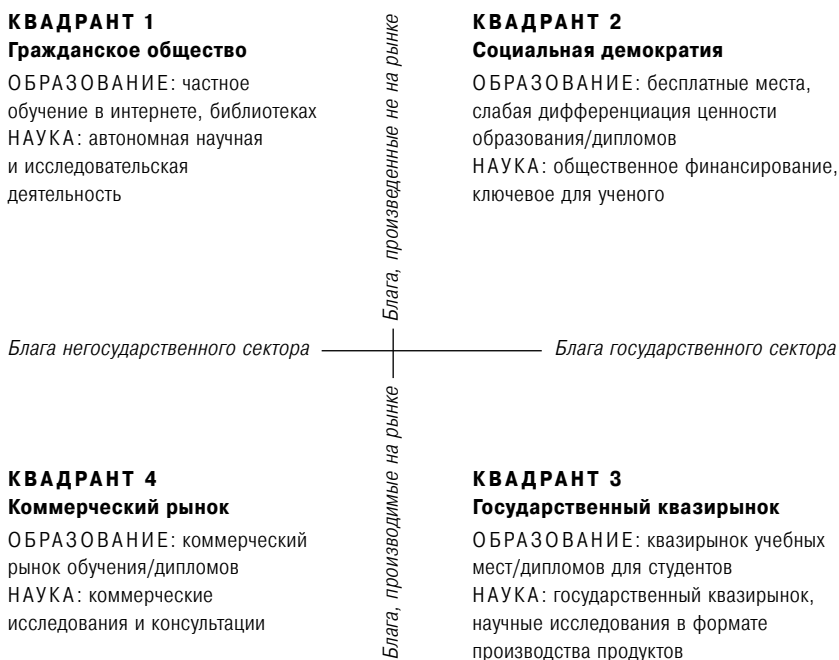 КВАДРАНТ 1
Гражданское общество
ОБРАЗОВАНИЕ: частное
обучение в интернете, библиотеках
НАУКА: автономная научная
и исследовательская
деятельность
Блага, произведенные не на рынке
КВАДРАНТ 2
Социальная демократия
ОБРАЗОВАНИЕ: бесплатные места,
слабая дифференциация ценности
образования/дипломов
НАУКА: общественное финансирование,
ключевое для ученого
Блага негосударственного сектора
Блага государственного сектора
КВАДРАНТ 4
Коммерческий рынок
ОБРАЗОВАНИЕ: коммерческий
рынок обучения/дипломов
НАУКА: коммерческие
исследования и консультации
Блага, производимые на рынке
КВАДРАНТ 3
Государственный квазирынок
ОБРАЗОВАНИЕ: квазирынок учебных
мест/дипломов для студентов
НАУКА: государственный квазирынок,
научные исследования в формате
производства продуктов